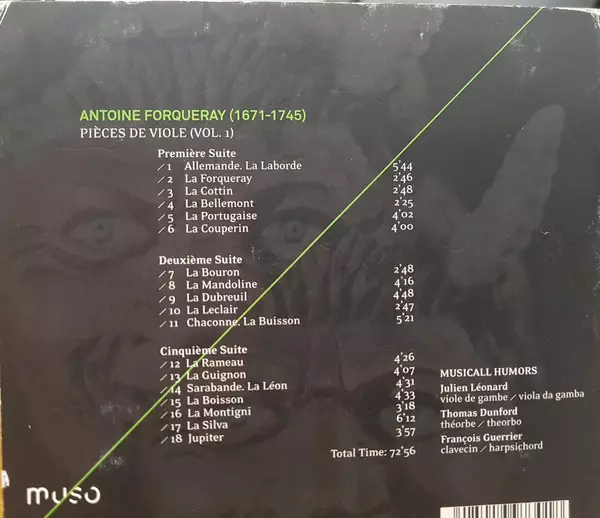 ANTOINE FORQUERAY (1671-1745)
PIÈCES DE VIOLE (VOL. 1)
Première Suite
/1 Allemande. La Laborde 5'44
/2 La Forqueray 2'46
/3 La Cottin 2'48
/4 La Bellemont 2'25
/5 La Portugaise 4'02
/6 La Couperin 4'00
Deuxième Suite
/7 La Bouron 2'48
/8 La Mandoline 4'16
/9 La Dubreuil 4'48
/10 La Leclair 2'47
/11 Chaconne. La Buisson 5'21
Cinquième Suite
/12 La Rameau 4'26
/13 La Guignon 4'07
/14 Sarabande. La Léon 4'31
/15 La Boisson 4'33
/16 La Montigni 3'18
/17 La Silva 6'12
/18 Jupiter 3'57
Total Time: 72'56
MUSICALL HUMORS
Julien Léonard
viole de gambe / viola da gamba
Thomas Dunford
théorbe / theorbo
François Guerrier
clavecin / harpsichord
muso